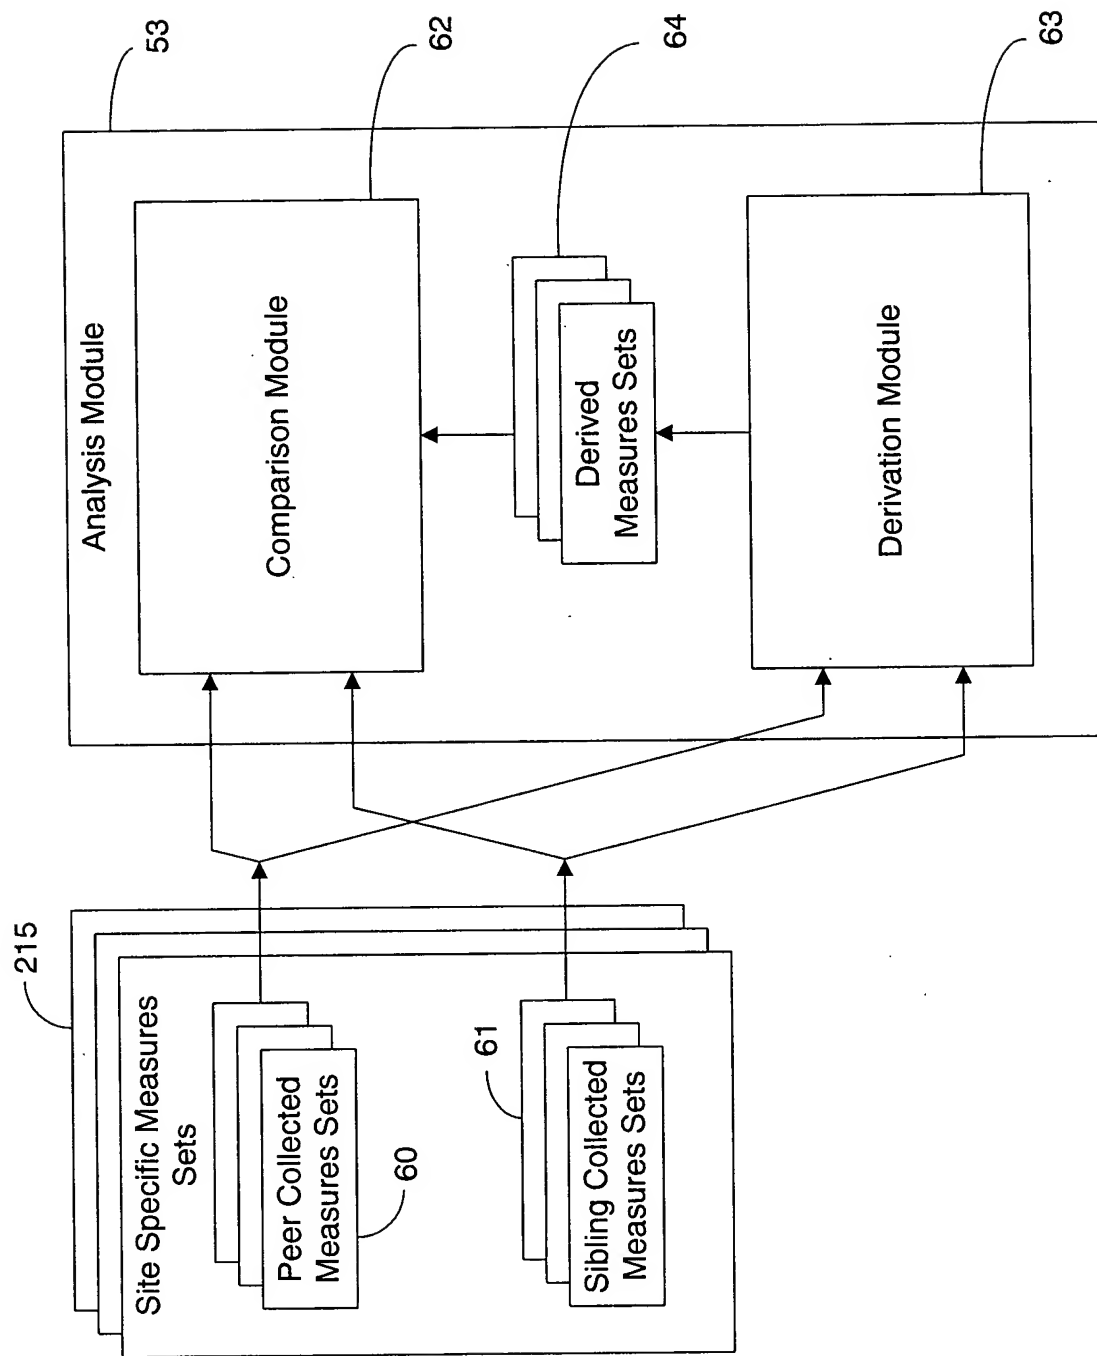 215
Site Specific Measures
Sets
Peer Collected
Measures Sets
60
61
Sibling Collected
Measures Sets
Analysis Module
53
Comparison Module
62
Derived
Measures Sets
64
Derivation Module
63